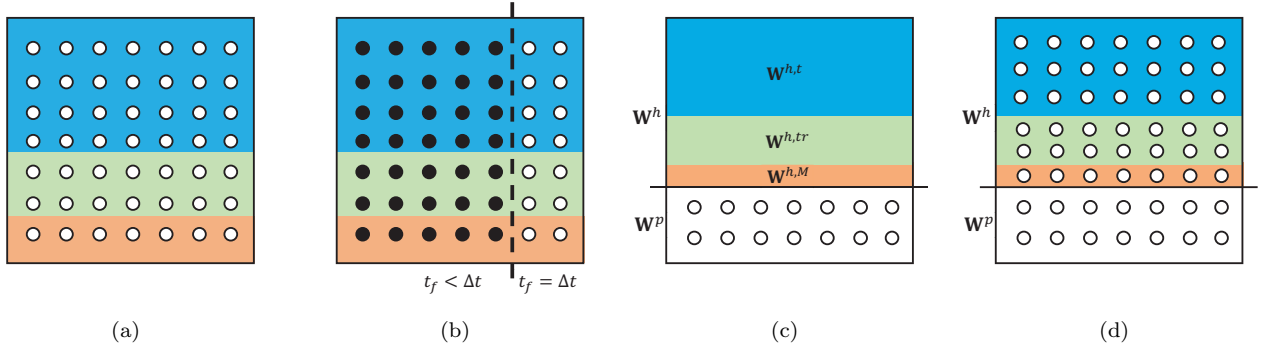 t_f < Δt
t_f = Δt
W^h
W^p
W^{h,t}
W^{h,tr}
W^{h,M}
W^h
W^p
(a)
(b)
(c)
(d)